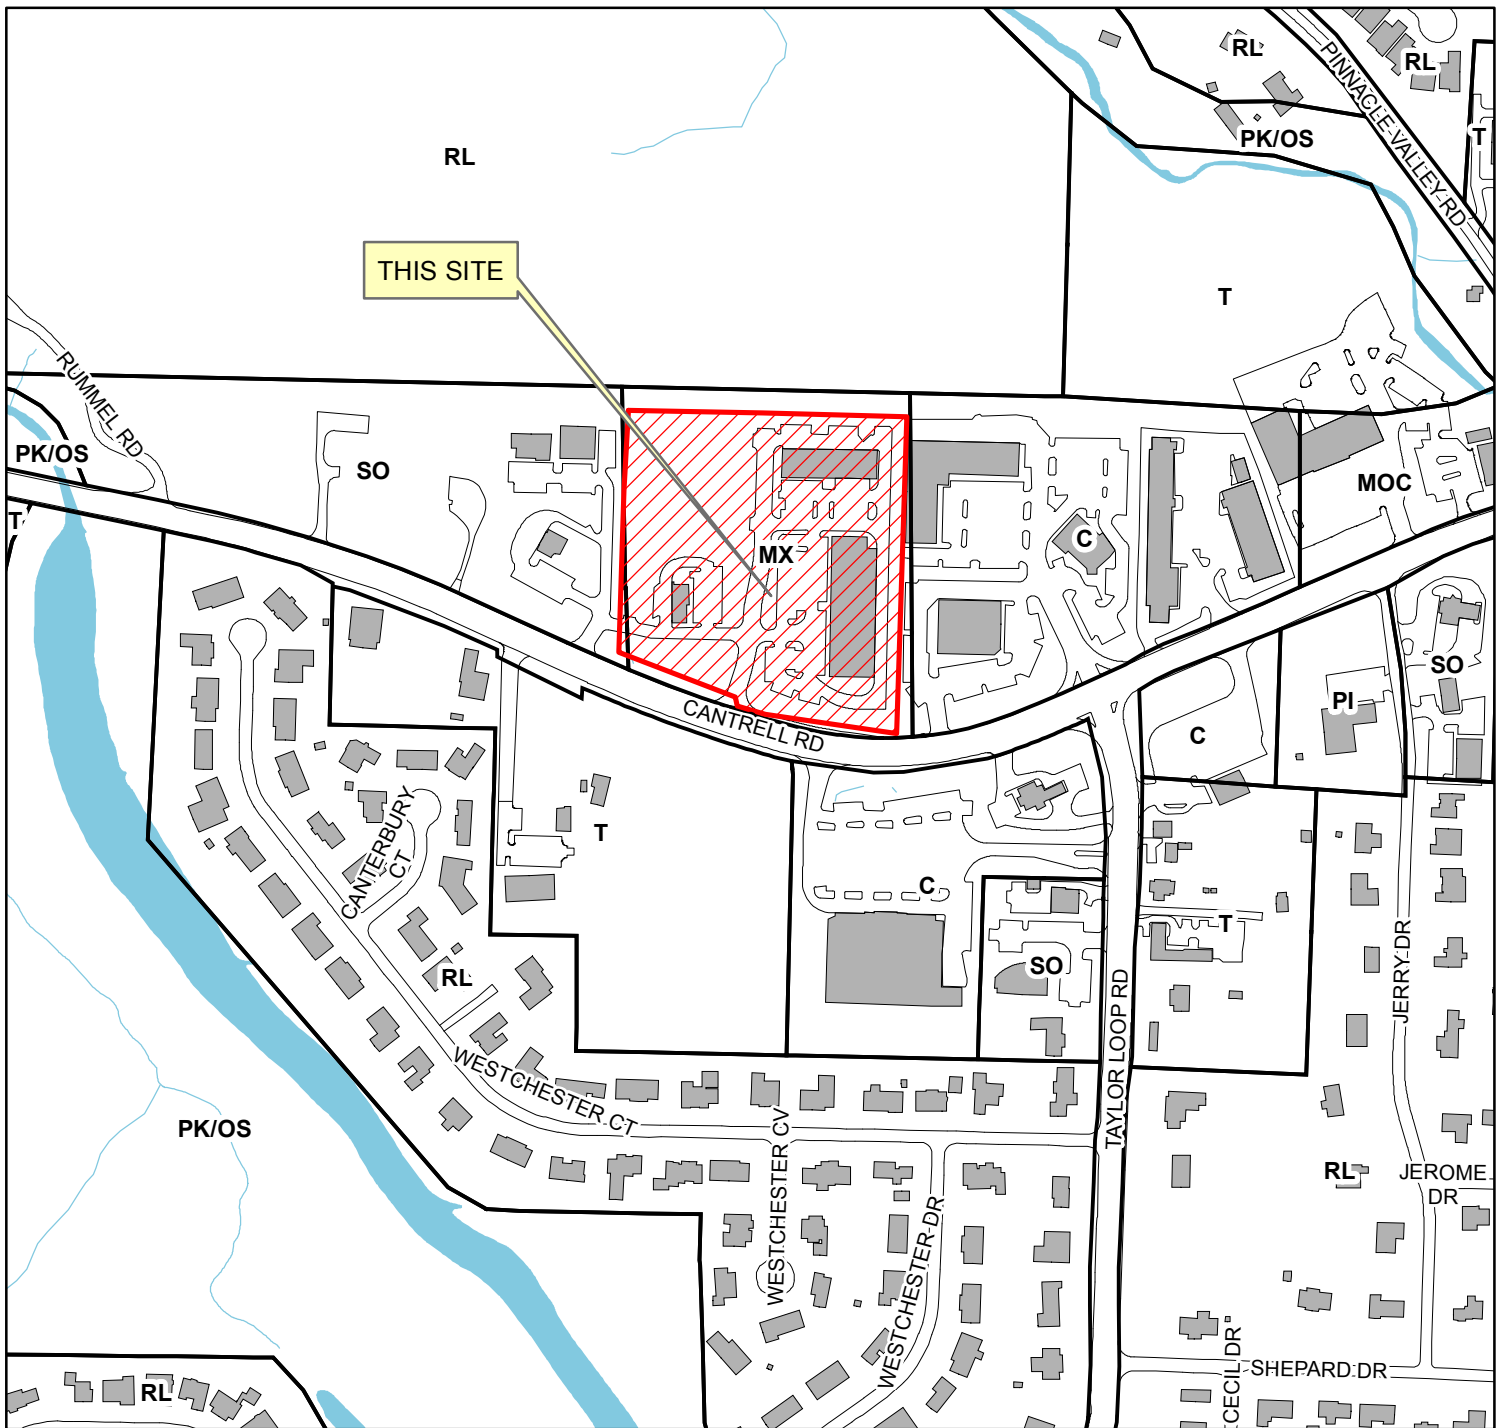 RL
RL
PINNACLE VALLEY RD
PK/OS
T
RL
THIS SITE
T
RUMMEL RD
PK/OS
SO
MOC
T
MX
C
SO
PI
CANTRELL RD
C
CANTERBURY
CT
T
C
T
SO
RL
JERRY DR
TAYLOR LOOP RD
WESTCHESTER CT
PK/OS
WESTCHESTER CV
RL
JEROME
DR
WESTCHESTER DR
CECIL DR
SHEPARD DR
RL